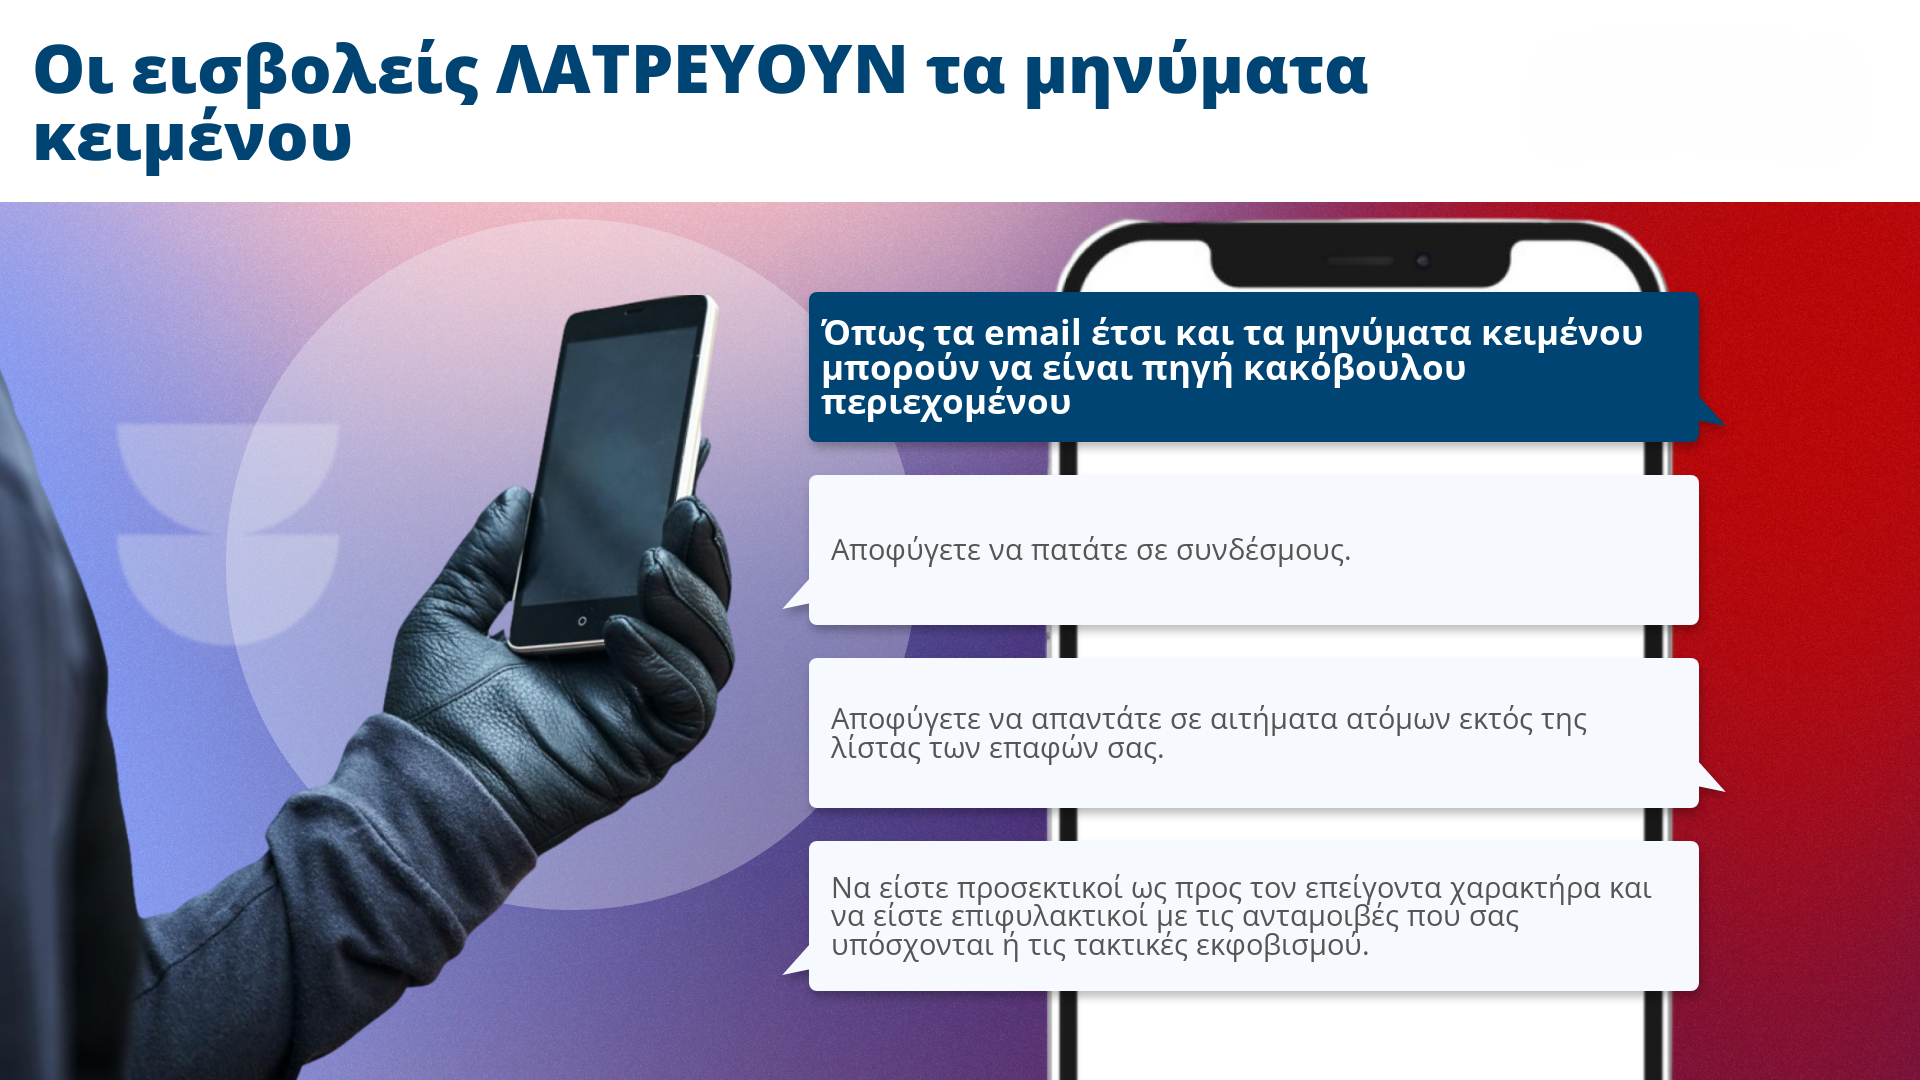 Οι εισβολείς ΛΑΤΡΕΥΟΥΝ τα μηνύματα
κειμένου
Όπως τα email έτσι και τα μηνύματα κειμένου
μπορούν να είναι πηγή κακόβουλου
περιεχομένου
Αποφύγετε να πατάτε σε συνδέσμους.
Αποφύγετε να απαντάτε σε αιτήματα ατόμων εκτός της
λίστας των επαφών σας.
Να είστε προσεκτικοί ως προς τον επείγοντα χαρακτήρα και
να είστε επιφυλακτικοί με τις ανταμοιβές που σας
υπόσχονται ή τις τακτικές εκφοβισμού.